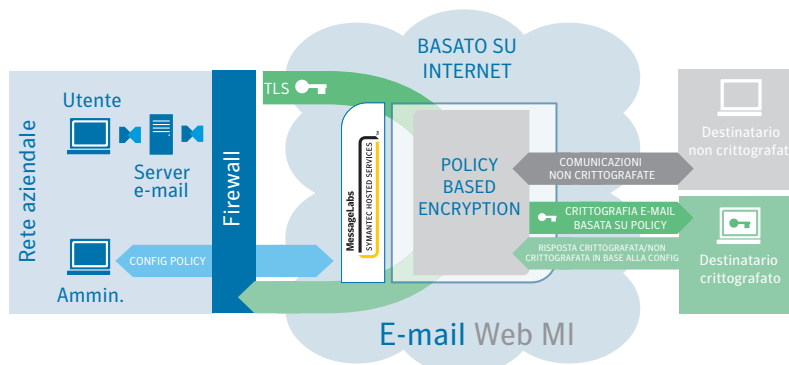 BASATO SU
INTERNET
Rete aziendale
Utente
Server
e-mail
Ammin.
CONFIG POLICY
Firewall
TLS
MessageLabs
SYMANTEC HOSTED SERVICES
TM
POLICY
BASED
ENCRYPTION
COMUNICAZIONI
NON CRITTOGRAFATE
CRITTOGRAFIA E-MAIL
BASATA SU POLICY
RISPOSTA CRITTOGRAFATA/NON
CRITTOGRAFATA IN BASE ALLA CONFIG
Destinatario
non crittografat
Destinatario
crittografato
E-mail Web MI